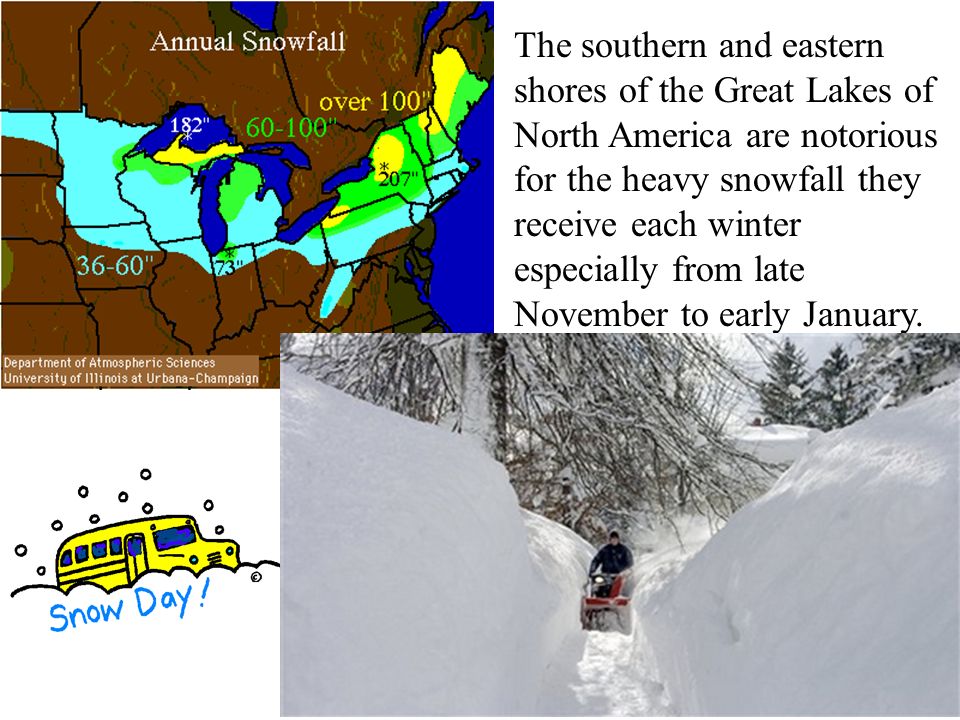 Annual Snowfall
over 100"
182"
60-100"
207"
36-60"
73"
Department of Atmospheric Sciences
University of Illinois at Urbana-Champaign
The southern and eastern
shores of the Great Lakes of
North America are notorious
for the heavy snowfall they
receive each winter
especially from late
November to early January.
Snow Day!
©